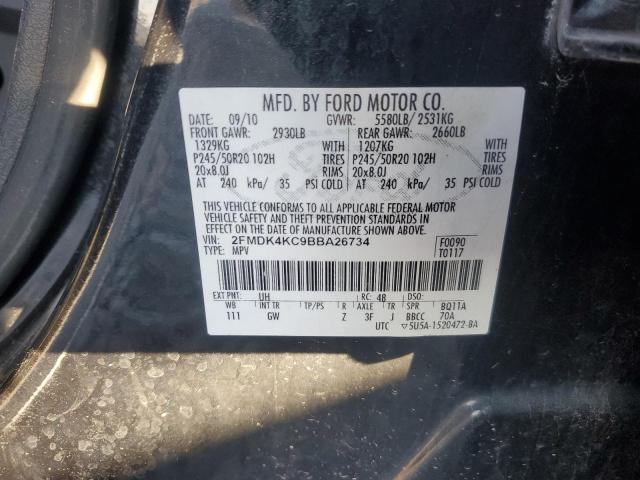 MFD. BY FORD MOTOR CO.
DATE: 09/10 GVWR: 5580LB/ 2531KG
FRONT GAWR: 2930LB REAR GAWR: 2660LB
1329KG WITH 1207KG WITH
P245/50R20 102H TIRES P245/50R20 102H TIRES
20x8.0J RIMS 20x8.0J RIMS
AT 240 kPa/ 35 PSI COLD AT 240 kPa/ 35 PSI COLD
THIS VEHICLE CONFORMS TO ALL APPLICABLE FEDERAL MOTOR
VEHICLE SAFETY AND THEFT PREVENTION STANDARDS IN
EFFECT ON THE DATE OF MANUFACTURE SHOWN ABOVE.
VIN: 2FMDK4KC9BBA26734 F0090
TYPE: MPV T0117
EXT PNT: UH RC: 48 DSO:
WB INT TR TP/PS R AXLE TR SPR BQ11A
111 GW Z 3F J BBCC 70A
UTC ▽5U5A-1520472-BA